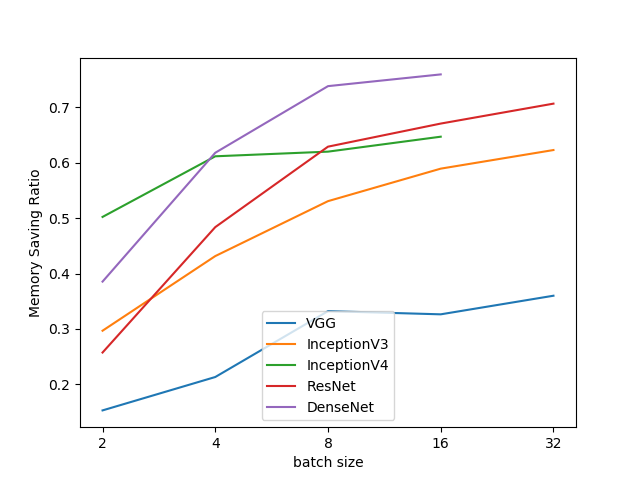 Memory Saving Ratio
0.7
0.6
0.5
0.4
0.3
0.2
VGG
InceptionV3
InceptionV4
ResNet
DenseNet
2 4 8 16 32
batch size